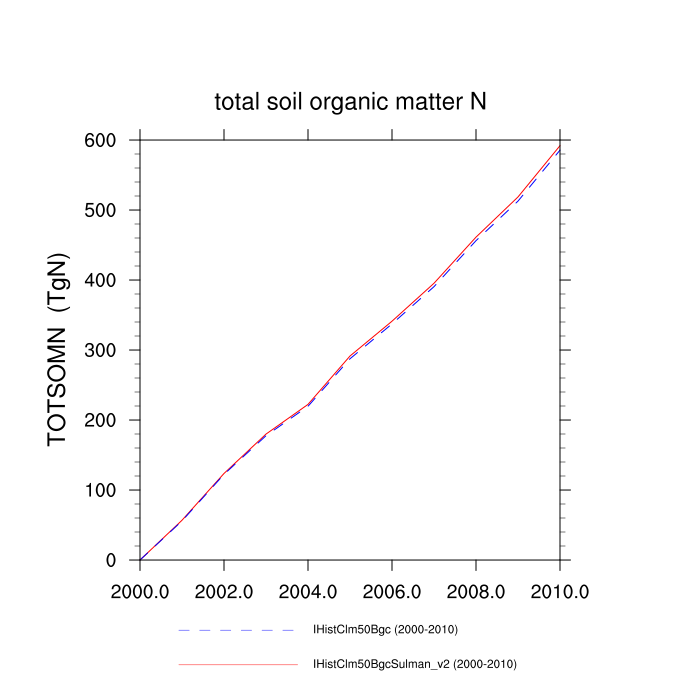 total soil organic matter N
TOTSOMN (TgN)
600
500
400
300
200
100
0
2000.0 2002.0 2004.0 2006.0 2008.0 2010.0
IHistClm50Bgc (2000-2010)
IHistClm50BgcSulman_v2 (2000-2010)